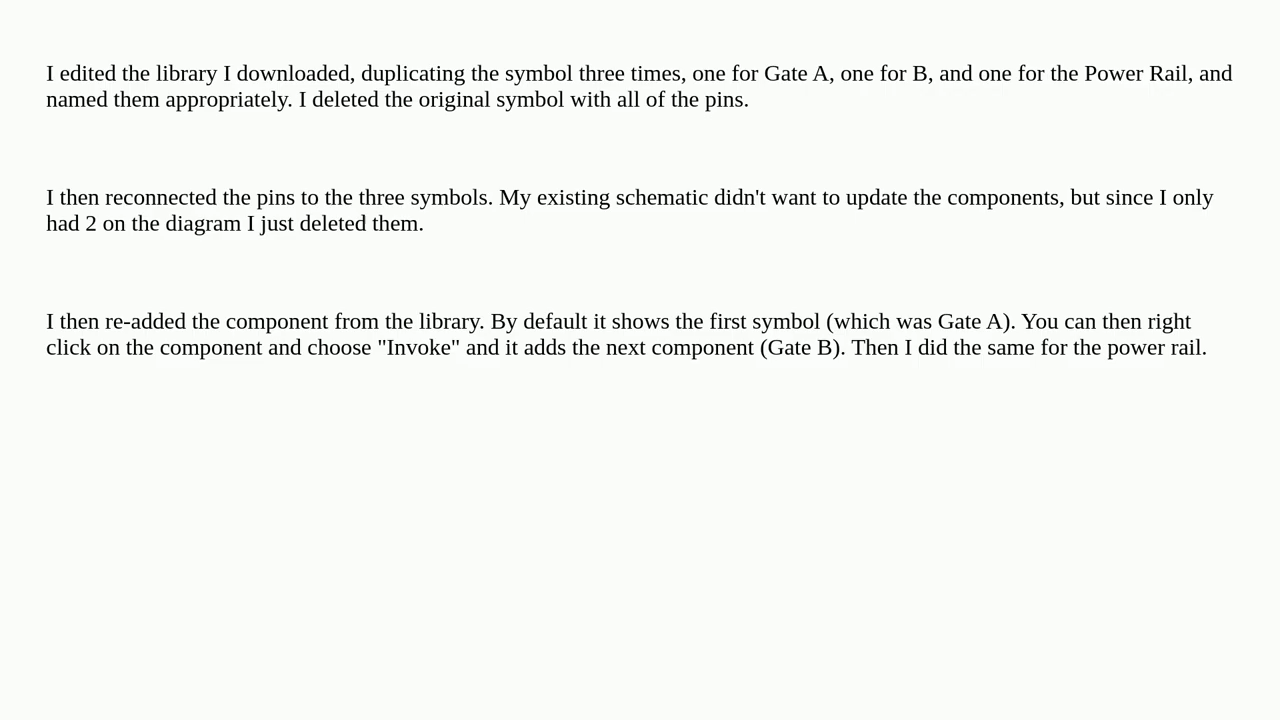 I edited the library I downloaded, duplicating the symbol three times, one for Gate A, one for B, and one for the Power Rail, and
named them appropriately. I deleted the original symbol with all of the pins.
I then reconnected the pins to the three symbols. My existing schematic didn't want to update the components, but since I only
had 2 on the diagram I just deleted them.
I then re-added the component from the library. By default it shows the first symbol (which was Gate A). You can then right
click on the component and choose "Invoke" and it adds the next component (Gate B). Then I did the same for the power rail.